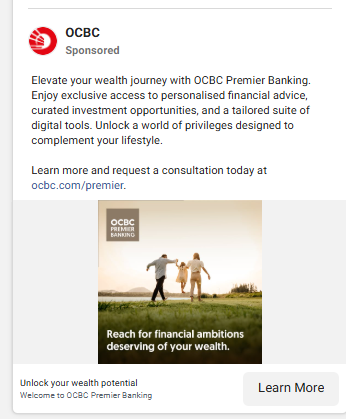 OCBC
Sponsored
Elevate your wealth journey with OCBC Premier Banking.
Enjoy exclusive access to personalised financial advice,
curated investment opportunities, and a tailored suite of
digital tools. Unlock a world of privileges designed to
complement your lifestyle.
Learn more and request a consultation today at
ocbc.com/premier.
OCBC
PREMIER
BANKING
Reach for financial ambitions
deserving of your wealth.
Unlock your wealth potential
Welcome to OCBC Premier Banking
Learn More